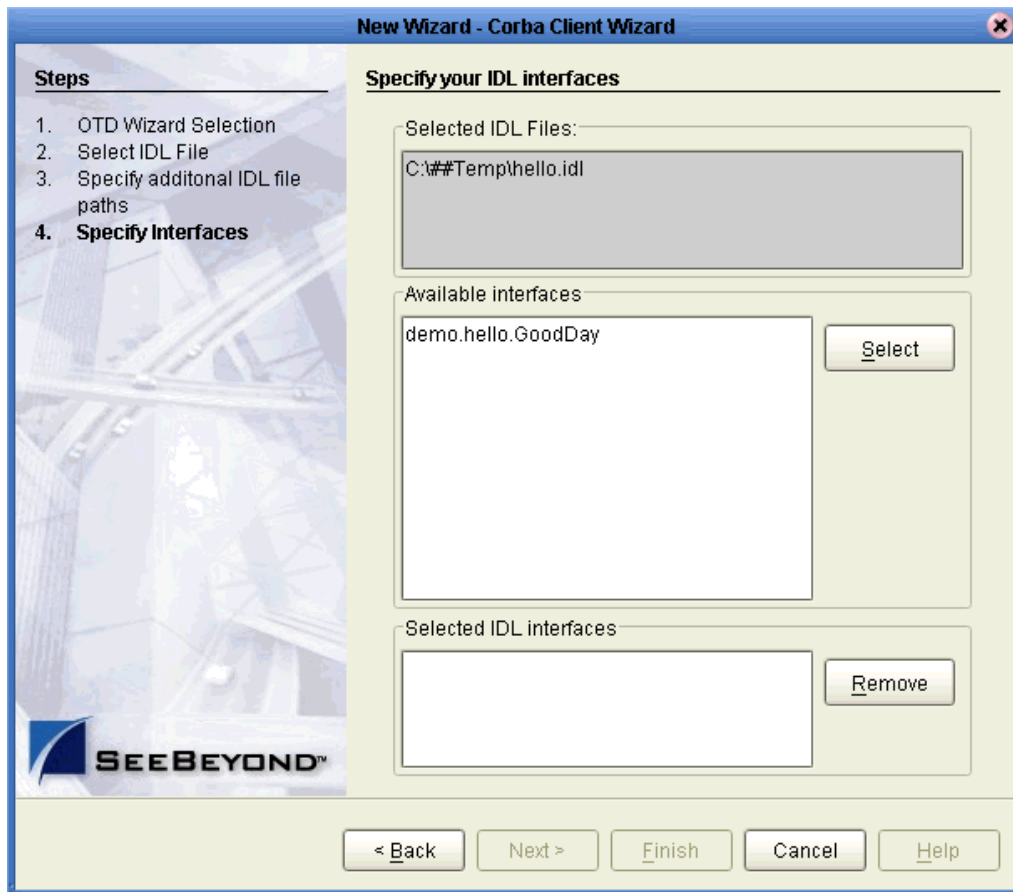 New Wizard - Corba Client Wizard
Steps
1. OTD Wizard Selection
2. Select IDL File
3. Specify additonal IDL file
paths
4. Specify Interfaces
SEEBEYOND™
Specify your IDL interfaces
Selected IDL Files:
C:\##Temp\hello.idl
Available interfaces
demo.hello.GoodDay
Select
Selected IDL interfaces
Remove
< Back
Next >
Finish
Cancel
Help